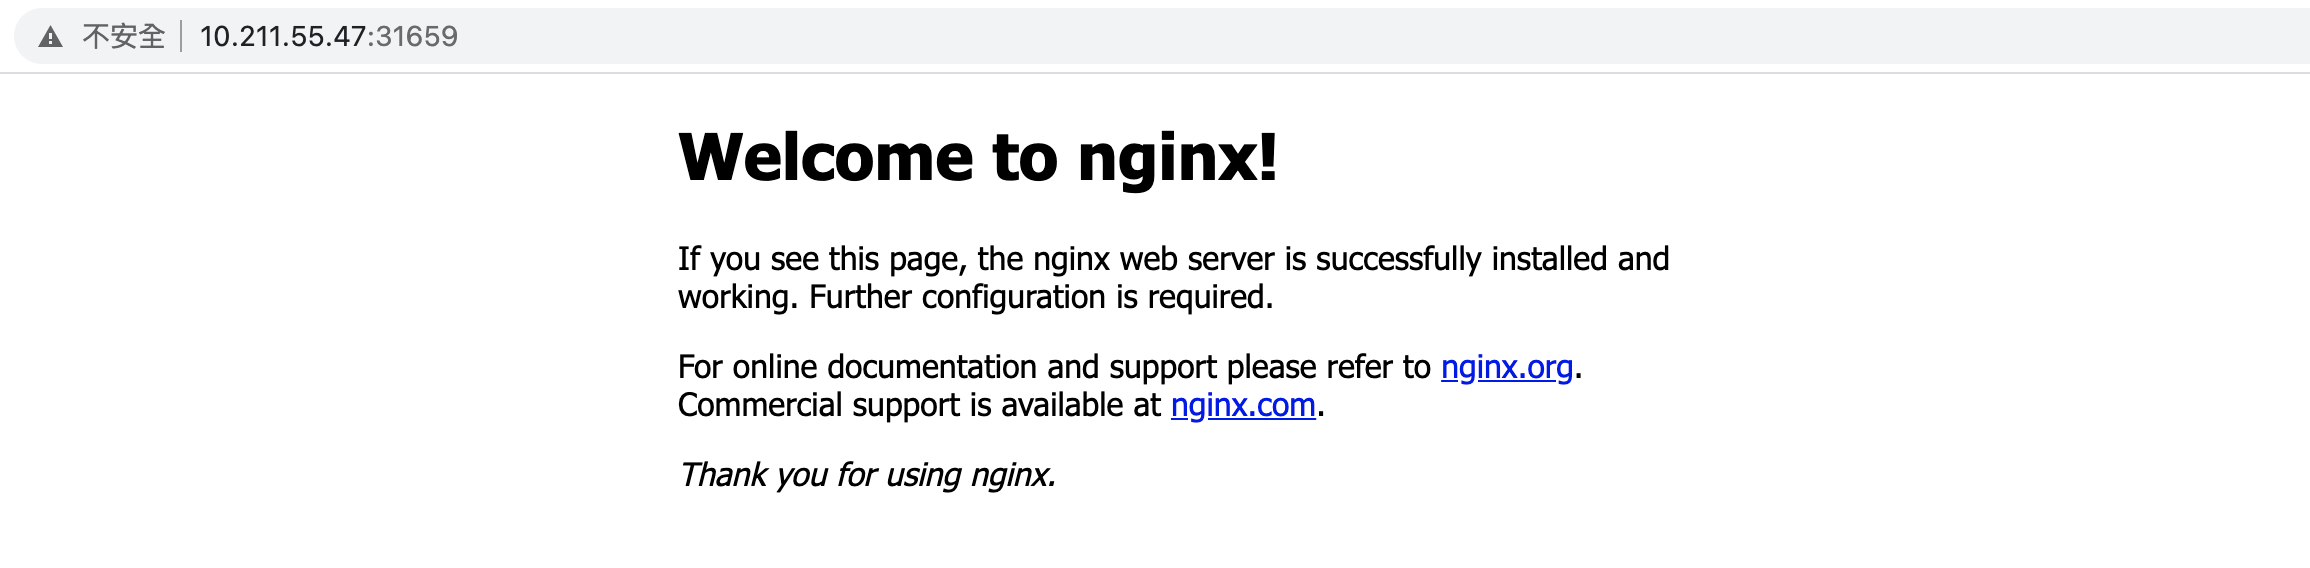 不安全 10.211.55.47:31659
Welcome to nginx!
If you see this page, the nginx web server is successfully installed and
working. Further configuration is required.
For online documentation and support please refer to nginx.org.
Commercial support is available at nginx.com.
Thank you for using nginx.